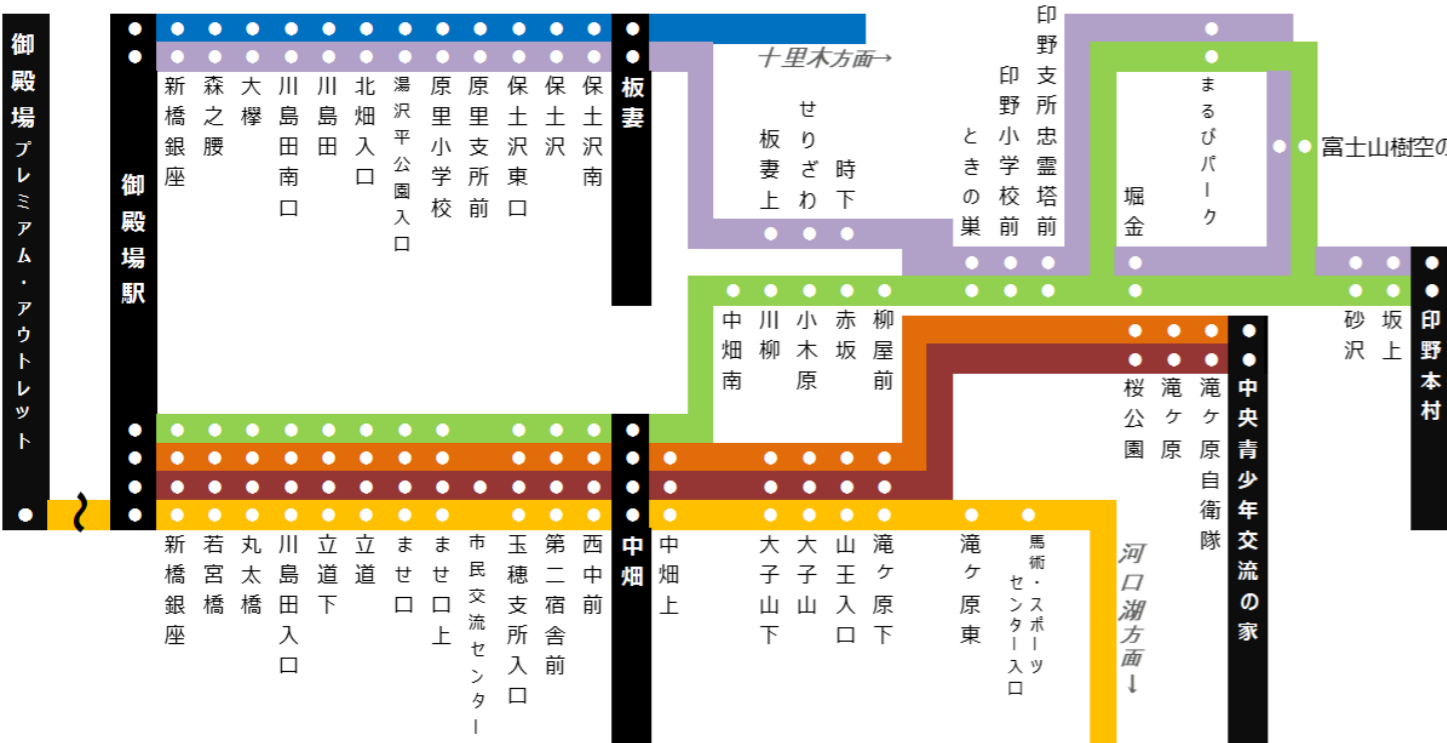 御殿場プレミアム・アウトレット
御殿場駅
新橋銀座
森之腰
大欅
川島田南口
川島田
北畑入口
湯沢平公園入口
原里小学校
原里支所前
保土沢東口
保土沢
保土沢南
板妻
十里木方面→
板妻上
せりざわ
時下
ときの巣
印野小学校前
印野支所忠霊塔前
堀金
まるびパーク
富士山樹空の
砂沢
坂上
印野本村
中畑南
川柳
小木原
赤坂
柳屋前
桜公園
滝ケ原
滝ケ原自衛隊
中央青少年交流の家
新橋銀座
若宮橋
丸太橋
川島田入口
立道下
立道
ませ口
ませ口上
市民交流センター
玉穂支所入口
第二宿舎前
西中前
中畑
中畑上
大子山下
大子山
山王入口
滝ケ原下
滝ケ原東
馬術・スポーツ
センター入口
河口湖方面→